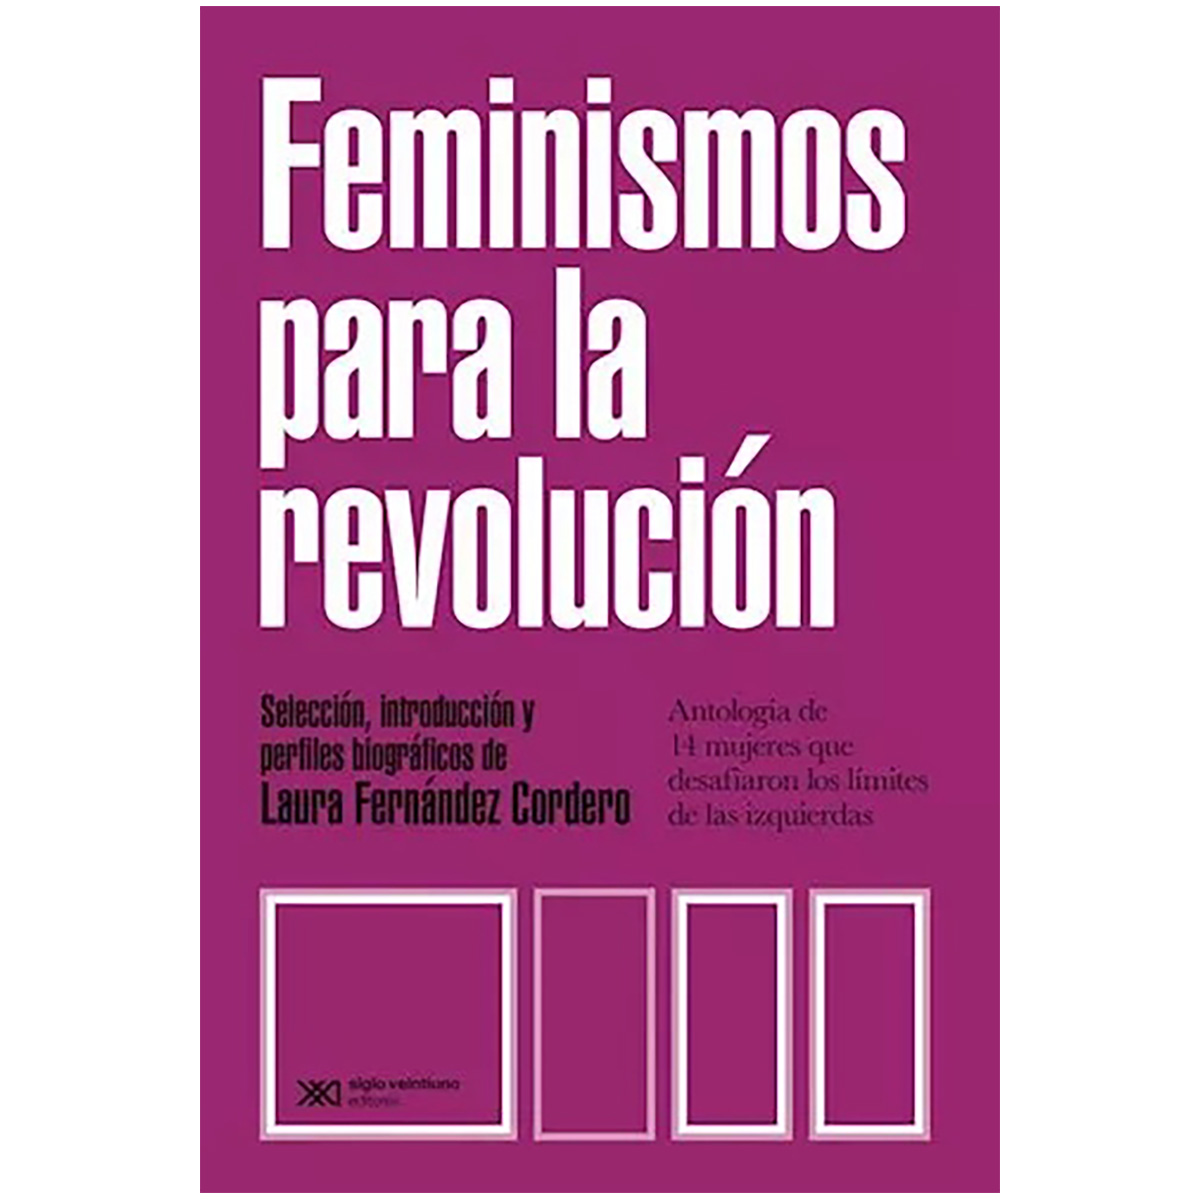 Feminismos
para la
revolución
Selección, introducción y
perfiles biográficos de
Laura Fernández Cordero
Antología de
14 mujeres que
desafiaron los límites
de las izquierdas
siglo veintiuno
editores